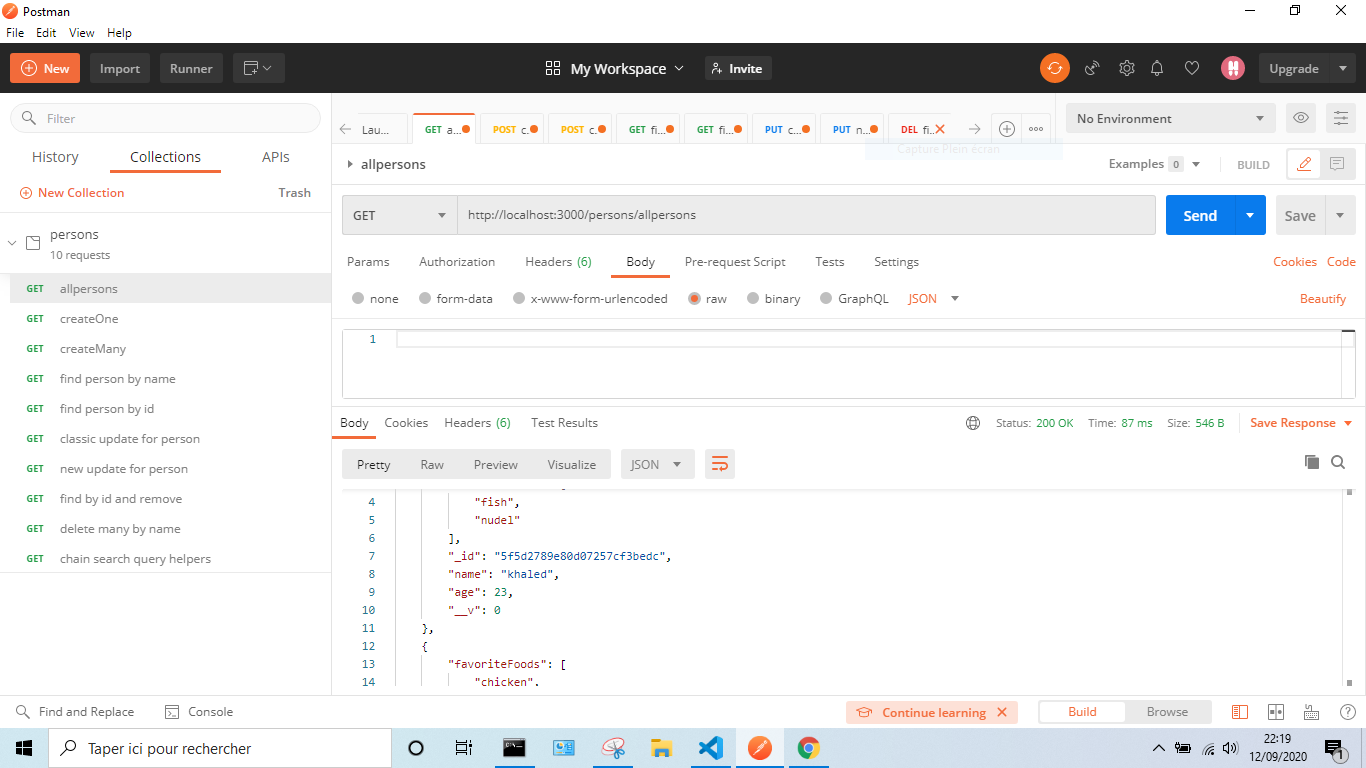 Postman
File Edit View Help
New Import Runner My Workspace Invite Upgrade
Filter
History Collections APIs
New Collection Trash
persons
10 requests
GET allpersons
GET createOne
GET createMany
GET find person by name
GET find person by id
GET classic update for person
GET new update for person
GET find by id and remove
GET delete many by name
GET chain search query helpers
Lau... GET a... POST c. POST c. GET fi... GET fi... PUT c... PUT n... DEL fi. No Environment
Capture Plein écran
allpersons Examples 0 BUILD
GET http://localhost:3000/persons/allpersons Send Save
Params Authorization Headers (6) Body Pre-request Script Tests Settings Cookies Code
none form-data x-www-form-urlencoded raw binary GraphQL JSON Beautify
1
Body Cookies Headers (6) Test Results Status: 200 OK Time: 87 ms Size: 546 B Save Response
Pretty Raw Preview Visualize JSON
4 "fish",
5 "nudel"
6 ],
7 "_id": "5f5d2789e80d07257cf3bedc",
8 "name": "khaled",
9 "age": 23,
10 "__v": 0
11 },
12 {
13 "favoriteFoods": [
14 "chicken",
Find and Replace Console Continue learning Build Browse
Taper ici pour rechercher
22:19
12/09/2020
1